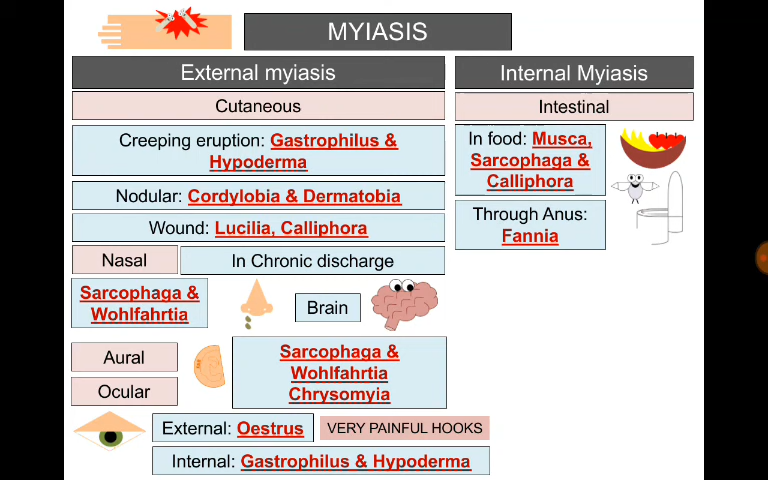 MYIASIS
External myiasis
Cutaneous
Creeping eruption: Gastrophilus &
Hypoderma
Nodular: Cordylobia & Dermatobia
Wound: Lucilia, Calliphora
Nasal
In Chronic discharge
Sarcophaga &
Wohlfahrtia
Brain
Aural
Ocular
Sarcophaga &
Wohlfahrtia
Chrysomyia
External: Oestrus
VERY PAINFUL HOOKS
Internal: Gastrophilus & Hypoderma
Internal Myiasis
Intestinal
In food: Musca,
Sarcophaga &
Calliphora
Through Anus:
Fannia